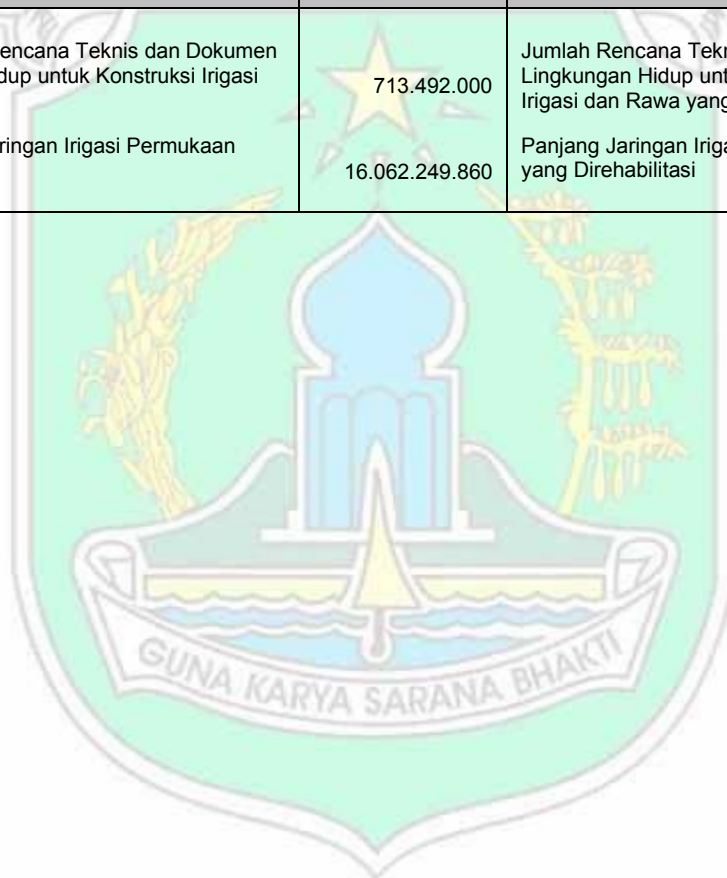 encana Teknis dan Dokumen
dup untuk Konstruksi Irigasi
713.492.000
Jumlah Rencana Tekn
Lingkungan Hidup unt
Irigasi dan Rawa yang
ringan Irigasi Permukaan
16.062.249.860
Panjang Jaringan Iriga
yang Direhabilitasi
GUNA KARYA SARANA BHAKTI